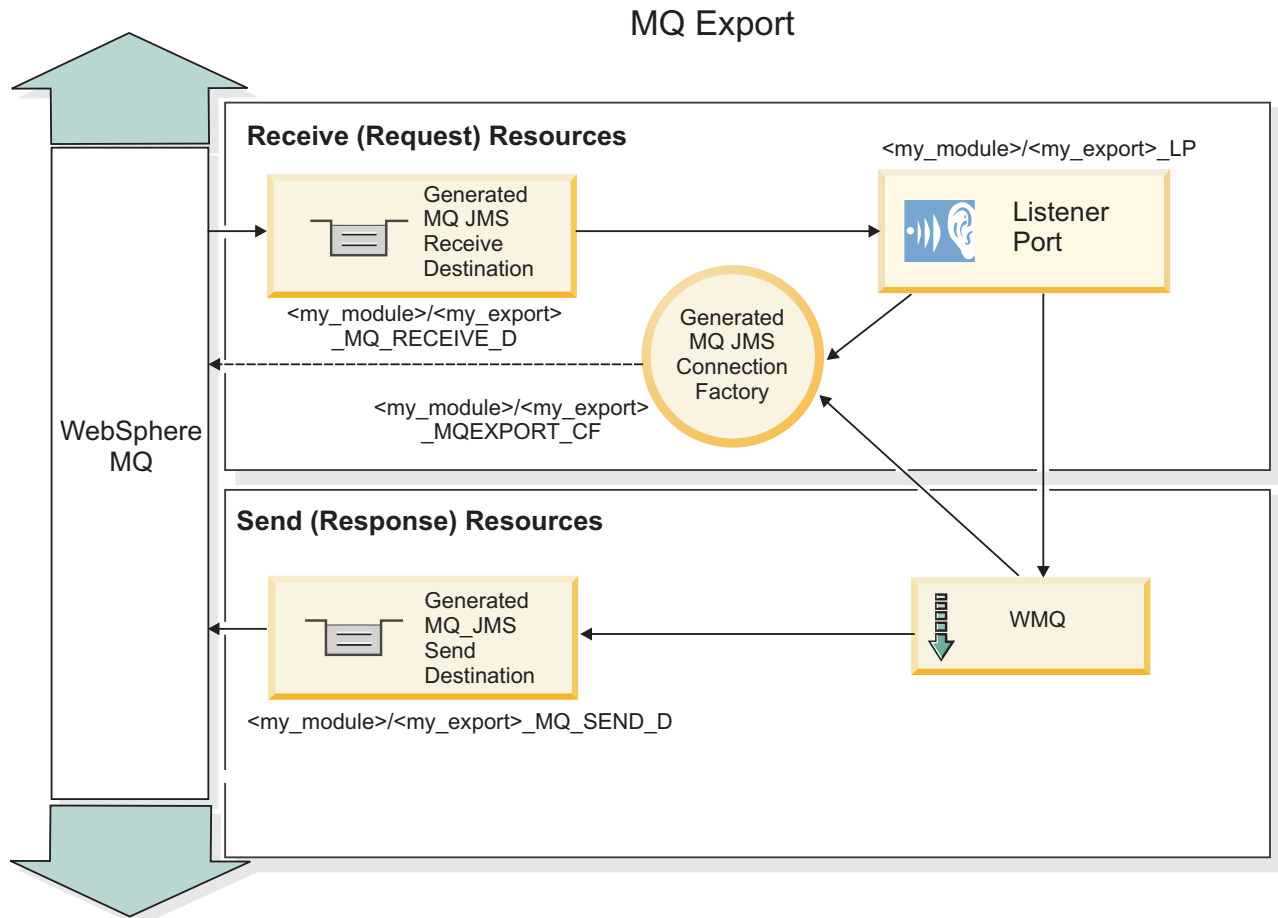 MQ Export
Receive (Request) Resources
<my_module>/<my_export>_LP
Generated
MQ JMS
Receive
Destination
Listener
Port
<my_module>/<my_export>
_MQ_RECEIVE_D
Generated
MQ JMS
Connection
Factory
<my_module>/<my_export>
_MQEXPORT_CF
WebSphere
MQ
Send (Response) Resources
Generated
MQ_JMS
Send
Destination
WMQ
<my_module>/<my_export>_MQ_SEND_D